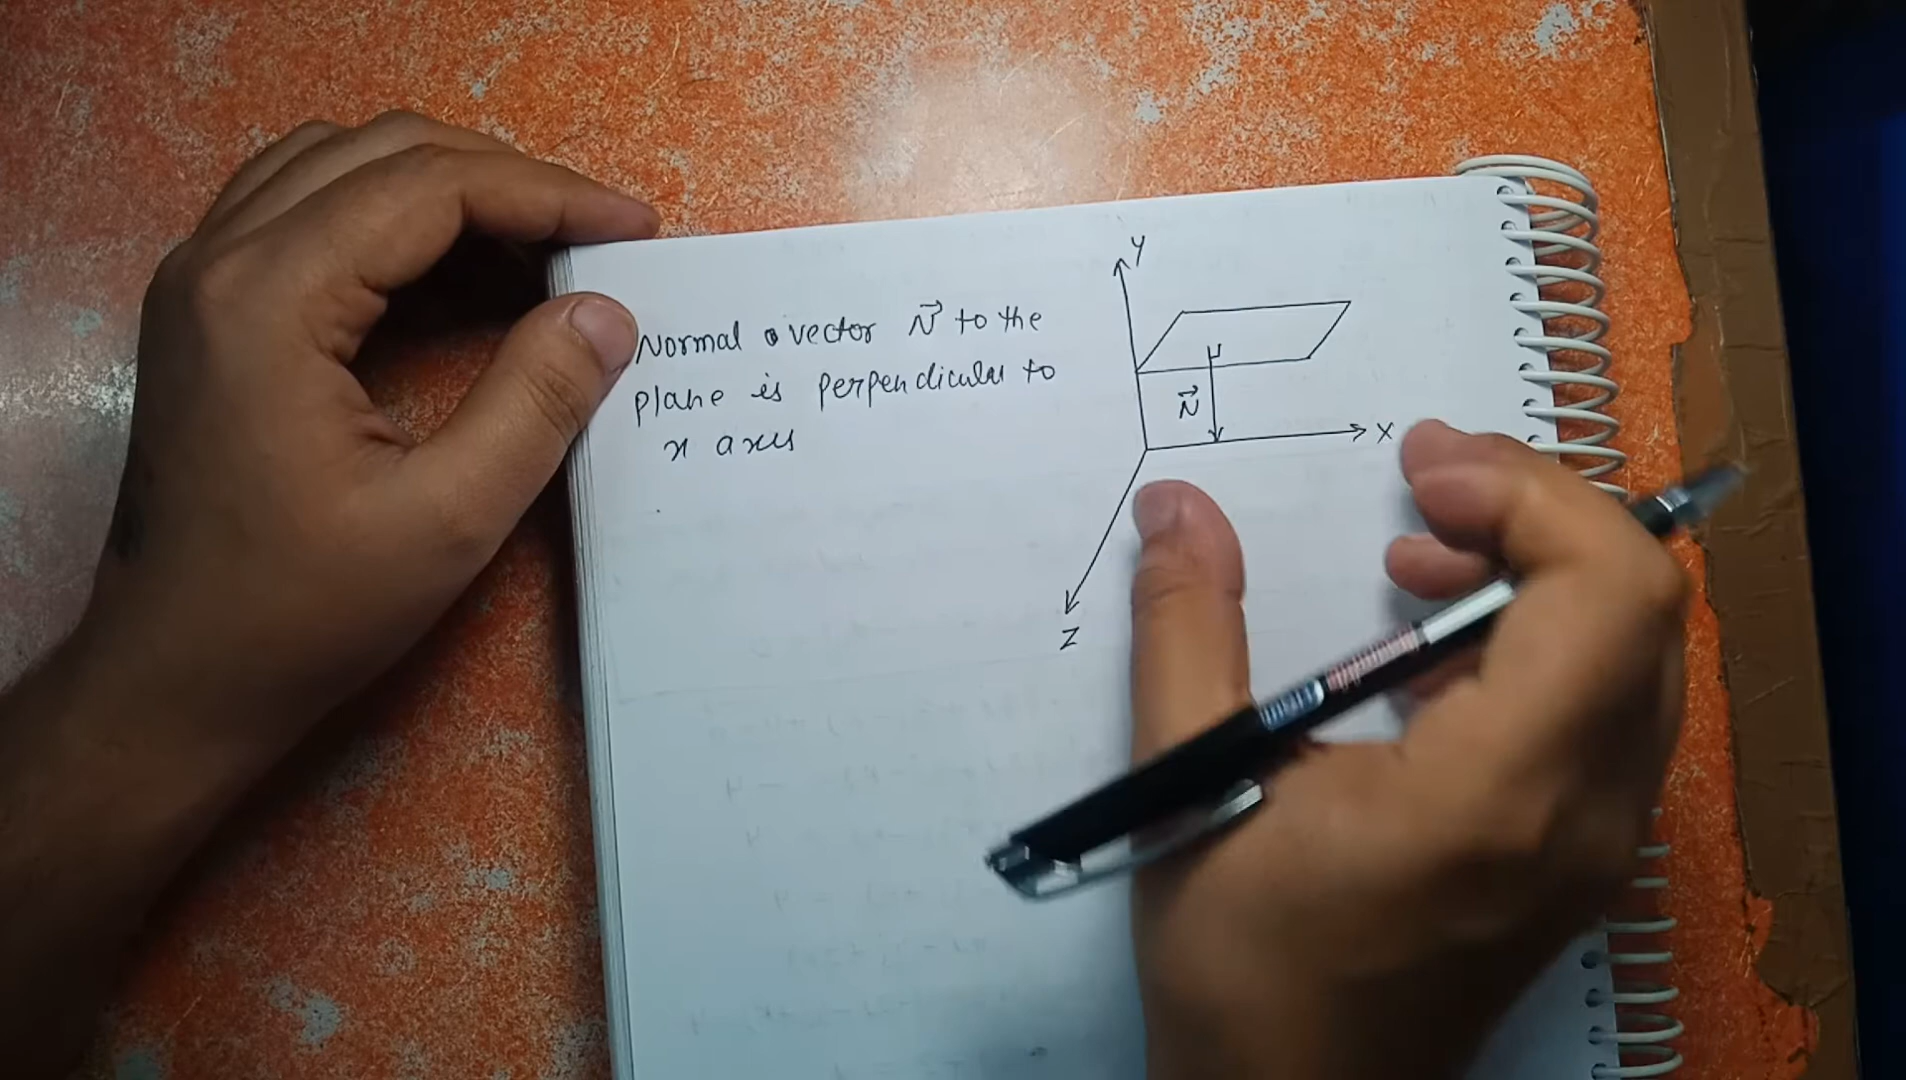 Normal vector N⃗ to the
plane is perpendicular to
x axis
Y
N⃗
X
Z